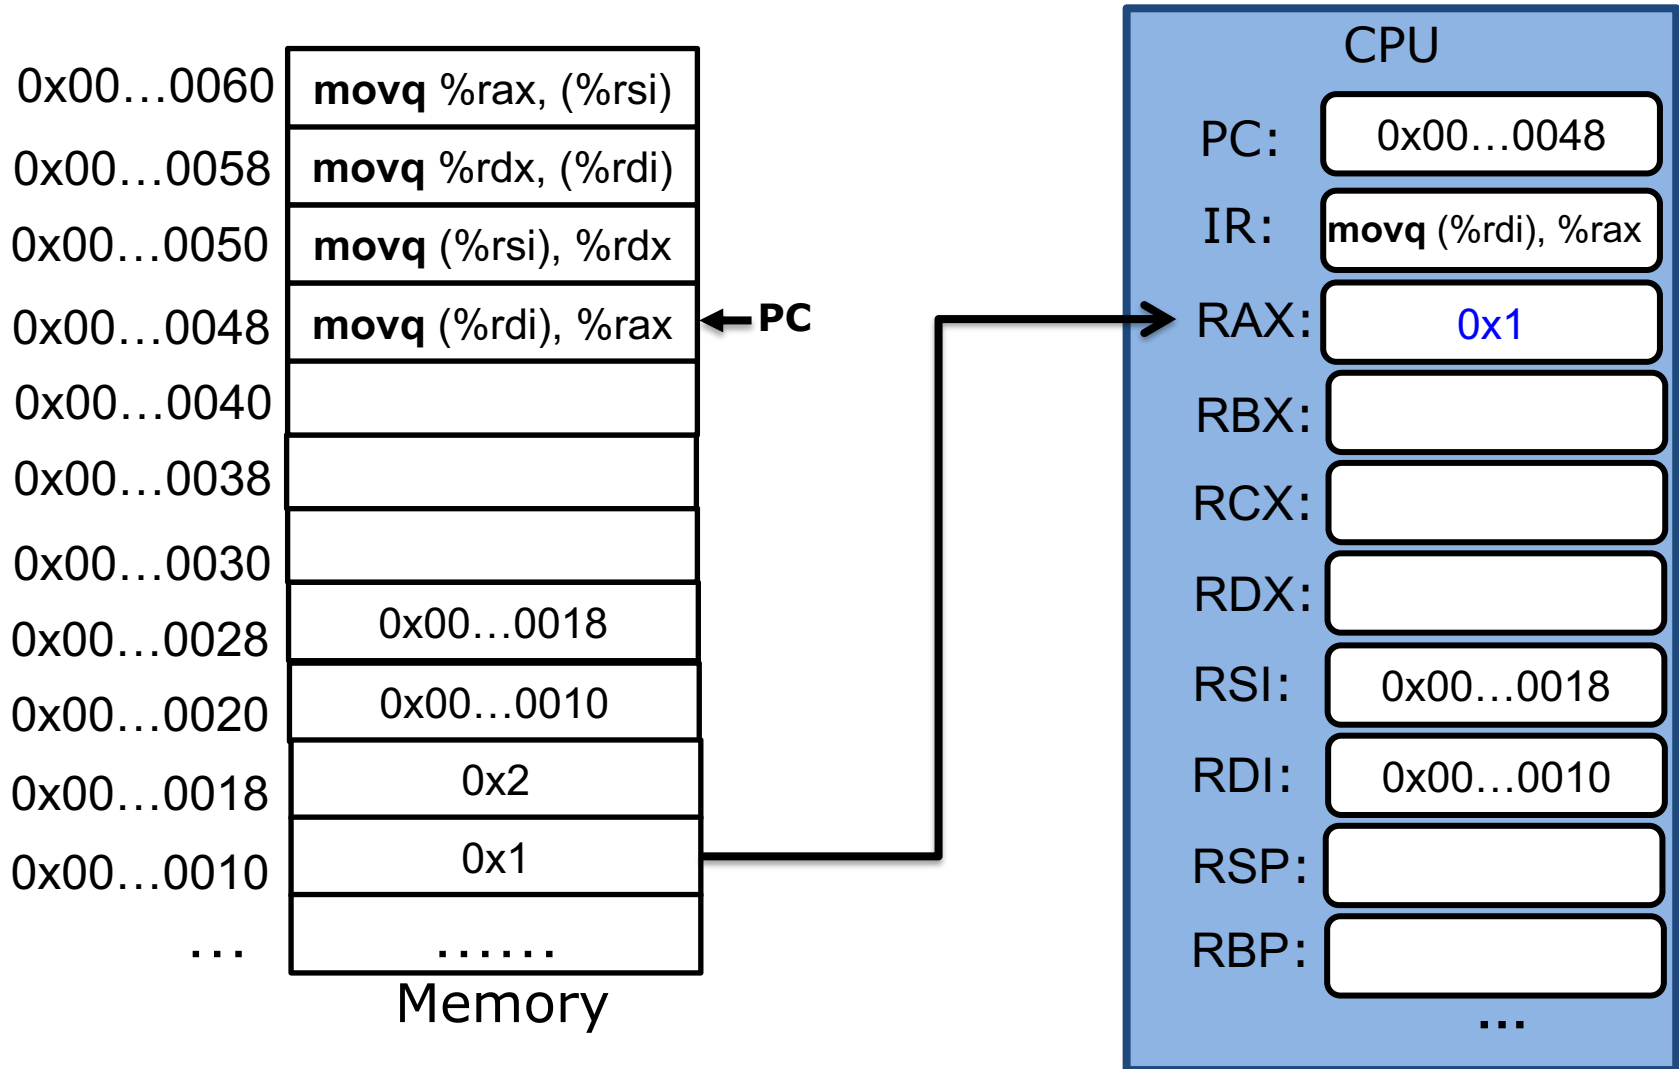 0x00…0060 movq %rax, (%rsi)
0x00…0058 movq %rdx, (%rdi)
0x00…0050 movq (%rsi), %rdx
0x00…0048 movq (%rdi), %rax PC
0x00…0040
0x00…0038
0x00…0030
0x00…0028 0x00…0018
0x00…0020 0x00…0010
0x00…0018 0x2
0x00…0010 0x1
… ……
Memory
CPU
PC: 0x00…0048
IR: movq (%rdi), %rax
RAX: 0x1
RBX:
RCX:
RDX:
RSI: 0x00…0018
RDI: 0x00…0010
RSP:
RBP:
…